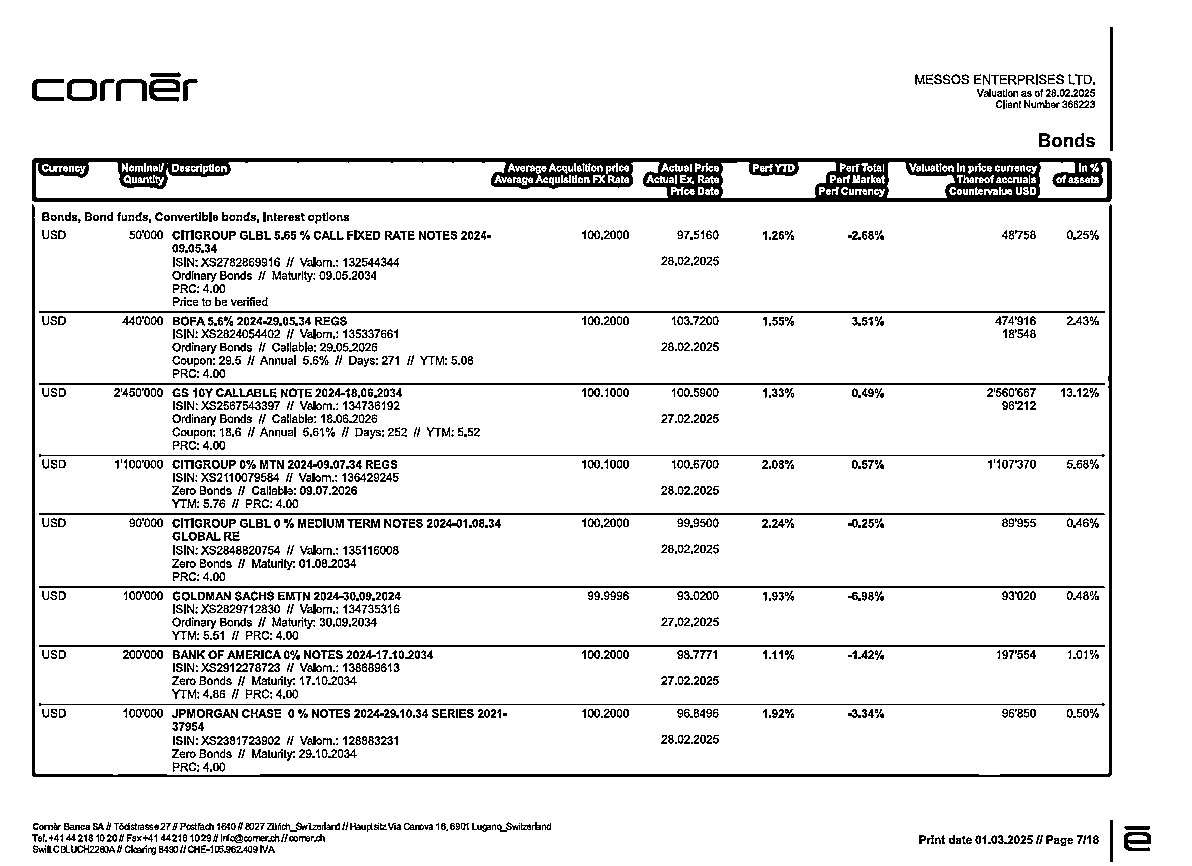 cornèr
MESSOS ENTERPRISES LTD.
Valuation as of 28.02.2025
Client Number 366223
Bonds
Currency Nominal/ Description Average Acquisition price Actual Price Perf YTD Perf Total Valuation in price currency In %
Quantity Average Acquisition FX Rate Actual Ex. Rate Perf Market Thereof accruals of assets
Price Date Perf Currency Countervalue USD
Bonds, Bond funds, Convertible bonds, Interest options
USD 50'000 CITIGROUP GLBL 5.65 % CALL FIXED RATE NOTES 2024- 100.2000 97.5160 1.26% -2.68% 48'758 0.25%
09.05.34
ISIN: XS2782869916 // Valorn.: 132544344 28.02.2025
Ordinary Bonds // Maturity: 09.05.2034
PRC: 4.00
Price to be verified
USD 440'000 BOFA 5.6% 2024-29.05.34 REGS 100.2000 103.7200 1.55% 3.51% 474'916 2.43%
ISIN: XS2824054402 // Valorn.: 135337661 18'548
Ordinary Bonds // Callable: 29.05.2026 28.02.2025
Coupon: 29.5 // Annual 5.6% // Days: 271 // YTM: 5.08
PRC: 4.00
USD 2'450'000 GS 10Y CALLABLE NOTE 2024-18.06.2034 100.1000 100.5900 1.33% 0.49% 2'560'667 13.12%
ISIN: XS2567543397 // Valorn.: 134736192 96'212
Ordinary Bonds // Callable: 18.06.2026 27.02.2025
Coupon: 18.6 // Annual 5.61% // Days: 252 // YTM: 5.52
PRC: 4.00
USD 1'100'000 CITIGROUP 0% MTN 2024-09.07.34 REGS 100.1000 100.6700 2.08% 0.57% 1'107'370 5.68%
ISIN: XS2110079584 // Valorn.: 136429245
Zero Bonds // Callable: 09.07.2026 28.02.2025
YTM: 5.76 // PRC: 4.00
USD 90'000 CITIGROUP GLBL 0 % MEDIUM TERM NOTES 2024-01.08.34 100.2000 99.9500 2.24% -0.25% 89'955 0.46%
GLOBAL RE
ISIN: XS2848820754 // Valorn.: 135116008 28.02.2025
Zero Bonds // Maturity: 01.08.2034
PRC: 4.00
USD 100'000 GOLDMAN SACHS EMTN 2024-30.09.2024 99.9996 93.0200 1.93% -6.98% 93'020 0.48%
ISIN: XS2829712830 // Valorn.: 134735316
Ordinary Bonds // Maturity: 30.09.2034 27.02.2025
YTM: 5.51 // PRC: 4.00
USD 200'000 BANK OF AMERICA 0% NOTES 2024-17.10.2034 100.2000 98.7771 1.11% -1.42% 197'554 1.01%
ISIN: XS2912278723 // Valorn.: 138689613
Zero Bonds // Maturity: 17.10.2034 27.02.2025
YTM: 4.86 // PRC: 4.00
USD 100'000 JPMORGAN CHASE 0 % NOTES 2024-29.10.34 SERIES 2021- 100.2000 96.8496 1.92% -3.34% 96'850 0.50%
37954
ISIN: XS2381723902 // Valorn.: 128983231 28.02.2025
Zero Bonds // Maturity: 29.10.2034
PRC: 4.00
Cornèr Banca SA // Tödistrasse 27 // Postfach 1640 // 8027 Zürich_Switzerland // Hauptsitz Via Canova 16, 6901 Lugano_Switzerland
Tel. +41 44 218 10 20 // Fax +41 44 218 10 29 // info@corner.ch // corner.ch
Swift CBLUCH2280A // Clearing 8490 // CHE-105.962.409 IVA
Print date 01.03.2025 // Page 7/18